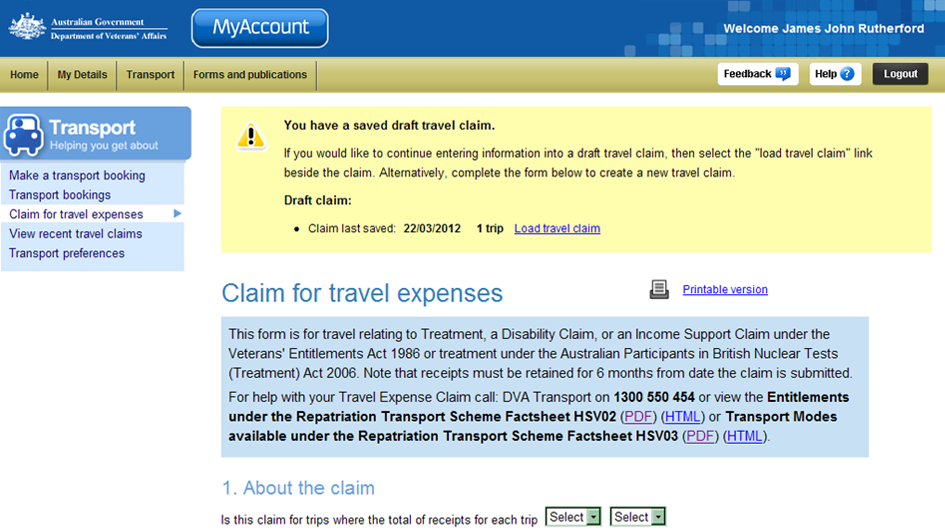 Australian Government
Department of Veterans' Affairs
MyAccount
Welcome James John Rutherford
Home
My Details
Transport
Forms and publications
Feedback
Help ?
Logout
Transport
Helping you get about
Make a transport booking
Transport bookings
Claim for travel expenses
View recent travel claims
Transport preferences
You have a saved draft travel claim.
If you would like to continue entering information into a draft travel claim, then select the "load travel claim" link
beside the claim. Alternatively, complete the form below to create a new travel claim.
Draft claim:
• Claim last saved: 22/03/2012 1 trip Load travel claim
Claim for travel expenses
Printable version
This form is for travel relating to Treatment, a Disability Claim, or an Income Support Claim under the
Veterans' Entitlements Act 1986 or treatment under the Australian Participants in British Nuclear Tests
(Treatment) Act 2006. Note that receipts must be retained for 6 months from date the claim is submitted.
For help with your Travel Expense Claim call: DVA Transport on 1300 550 454 or view the Entitlements
under the Repatriation Transport Scheme Factsheet HSV02 (PDF) (HTML) or Transport Modes
available under the Repatriation Transport Scheme Factsheet HSV03 (PDF) (HTML).
1. About the claim
Is this claim for trips where the total of receipts for each trip Select Select